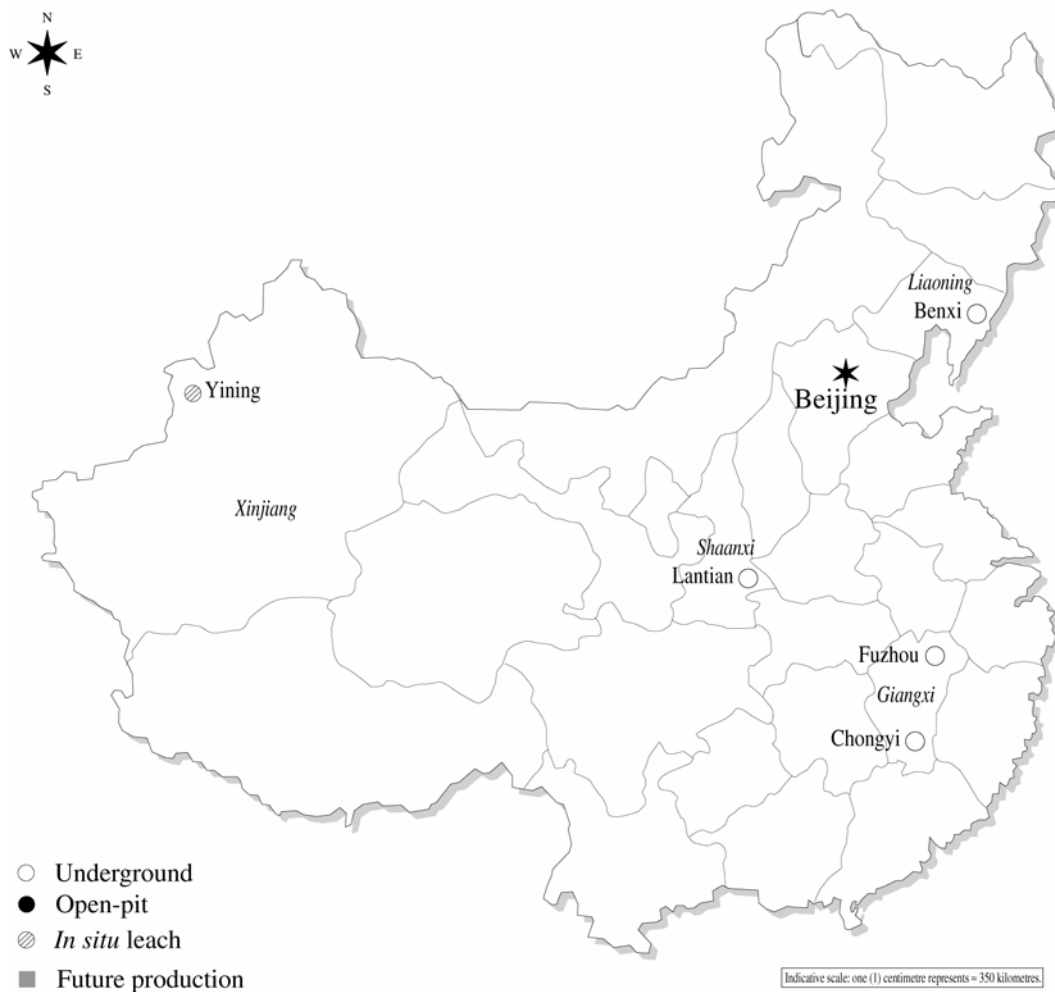 N
W E
S
Liaoning
Benxi
Yining
Beijing
Xinjiang
Shaanxi
Lantian
Fuzhou
Giangxi
Chongyi
Underground
Open-pit
In situ leach
Future production
Indicative scale: one (1) centimetre represents ≈ 350 kilometres.